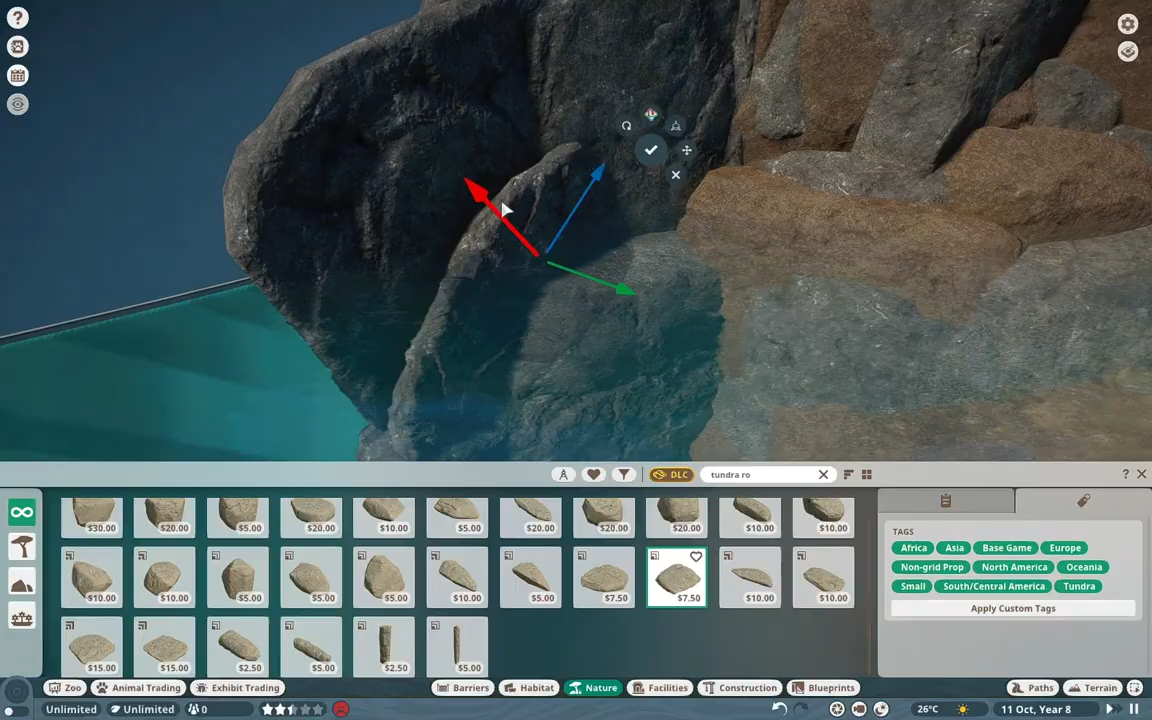 ?
DLC
tundra ro
?
$30.00 $20.00 $5.00 $20.00 $10.00 $5.00 $20.00 $20.00 $20.00 $10.00 $10.00
$10.00 $10.00 $5.00 $5.00 $5.00 $10.00 $5.00 $7.50 $7.50 $10.00 $10.00
$15.00 $15.00 $2.50 $5.00 $2.50 $5.00
TAGS
Africa Asia Base Game Europe
Non-grid Prop North America Oceania
Small South/Central America Tundra
Apply Custom Tags
Zoo Animal Trading Exhibit Trading Barriers Habitat Nature Facilities Construction Blueprints Paths Terrain
Unlimited Unlimited 0 26°C 11 Oct, Year 8